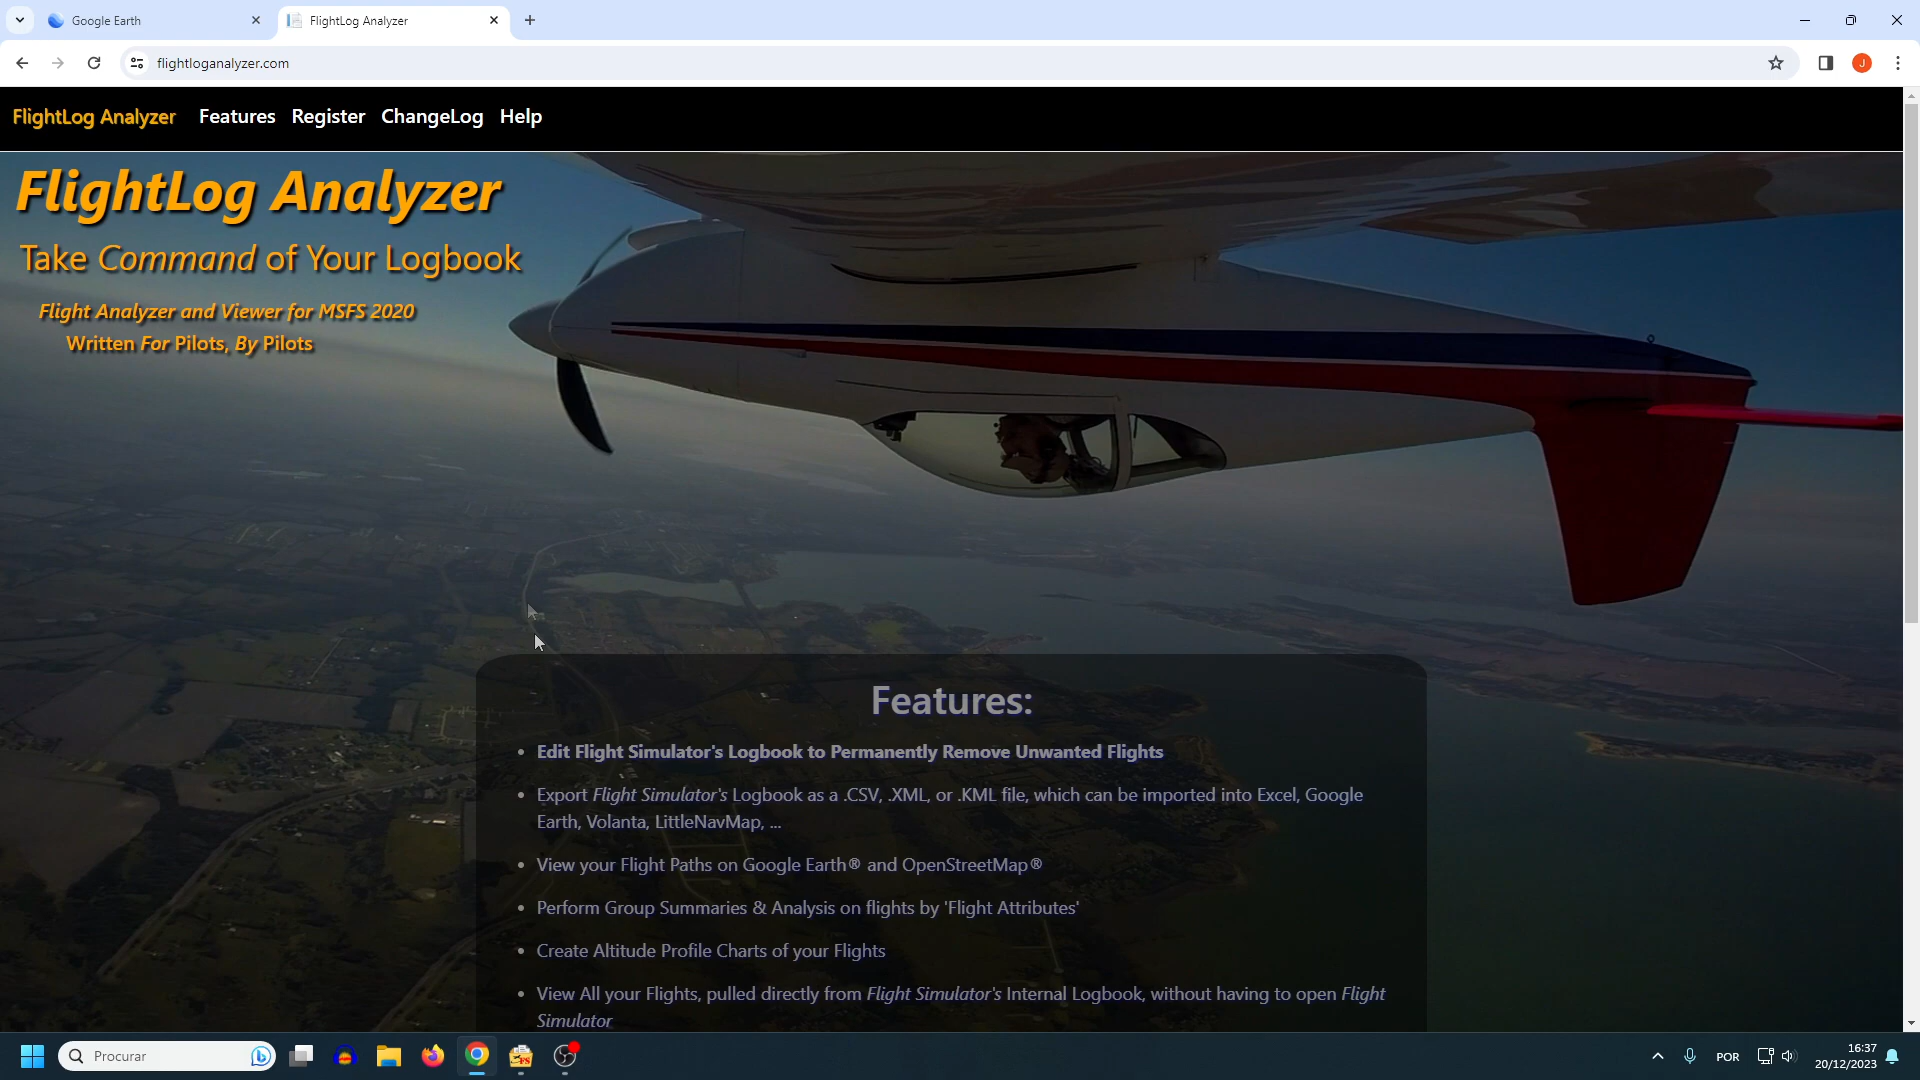 Google Earth
FlightLog Analyzer
flightloganalyzer.com
J
FlightLog Analyzer Features Register ChangeLog Help
FlightLog Analyzer
Take Command of Your Logbook
Flight Analyzer and Viewer for MSFS 2020
Written For Pilots, By Pilots
Features:
• Edit Flight Simulator's Logbook to Permanently Remove Unwanted Flights
• Export Flight Simulator's Logbook as a .CSV, .XML, or .KML file, which can be imported into Excel, Google
Earth, Volanta, LittleNavMap, ...
• View your Flight Paths on Google Earth® and OpenStreetMap®
• Perform Group Summaries & Analysis on flights by 'Flight Attributes'
• Create Altitude Profile Charts of your Flights
• View All your Flights, pulled directly from Flight Simulator's Internal Logbook, without having to open Flight
Simulator
Procurar
FS
POR
16:37
20/12/2023